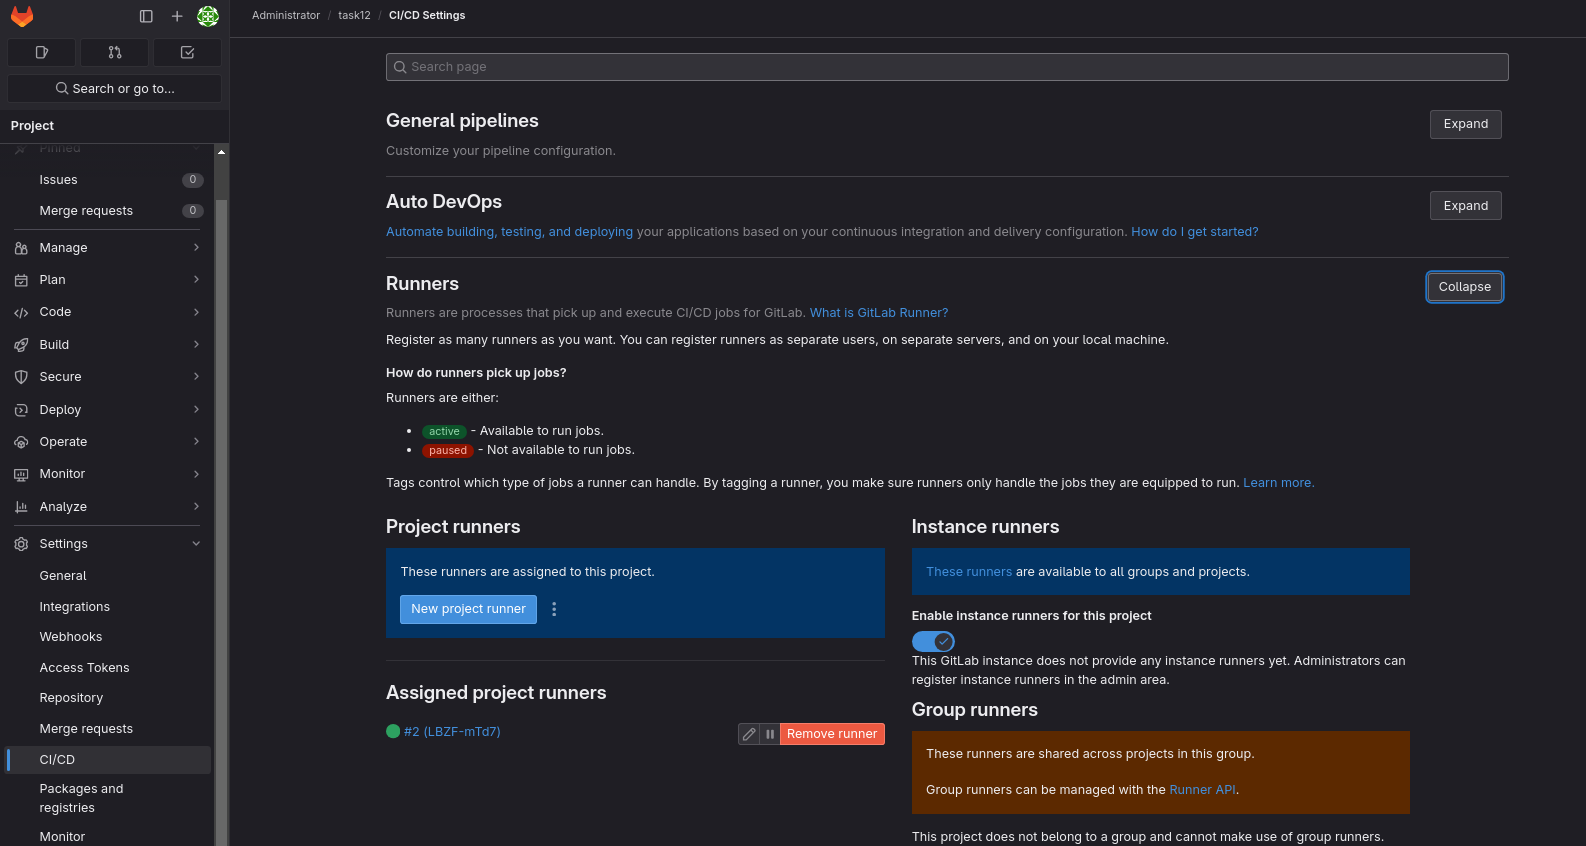 Administrator / task12 / CI/CD Settings
Search or go to...
Project
Pinned
Issues 0
Merge requests 0
Manage
Plan
Code
Build
Secure
Deploy
Operate
Monitor
Analyze
Settings
General
Integrations
Webhooks
Access Tokens
Repository
Merge requests
CI/CD
Packages and
registries
Monitor
Search page
General pipelines
Expand
Customize your pipeline configuration.
Auto DevOps
Expand
Automate building, testing, and deploying your applications based on your continuous integration and delivery configuration. How do I get started?
Runners
Collapse
Runners are processes that pick up and execute CI/CD jobs for GitLab. What is GitLab Runner?
Register as many runners as you want. You can register runners as separate users, on separate servers, and on your local machine.
How do runners pick up jobs?
Runners are either:
• active - Available to run jobs.
• paused - Not available to run jobs.
Tags control which type of jobs a runner can handle. By tagging a runner, you make sure runners only handle the jobs they are equipped to run. Learn more.
Project runners
These runners are assigned to this project.
New project runner
Assigned project runners
#2 (LBZF-mTd7)
Remove runner
Instance runners
These runners are available to all groups and projects.
Enable instance runners for this project
This GitLab instance does not provide any instance runners yet. Administrators can
register instance runners in the admin area.
Group runners
These runners are shared across projects in this group.
Group runners can be managed with the Runner API.
This project does not belong to a group and cannot make use of group runners.